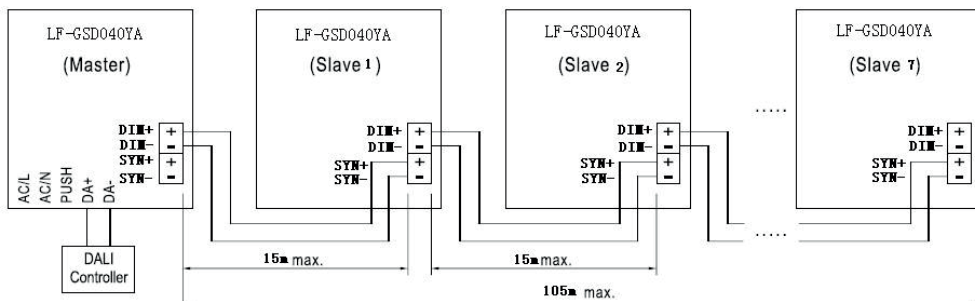 LF-GSD040YA
(Master)
DIM+
DIM-
SYN+
SYN-
+
-
+
-
AC/L
AC/N
PUSH
DA+
DA-
DALI
Controller
LF-GSD040YA
(Slave 1)
DIM+
DIM-
SYN+
SYN-
+
-
+
-
LF-GSD040YA
(Slave 2)
DIM+
DIM-
SYN+
SYN-
+
-
+
-
.....
.....
LF-GSD040YA
(Slave 7)
DIM+
DIM-
SYN+
SYN-
+
-
+
-
15m max.
15m max.
105m max.